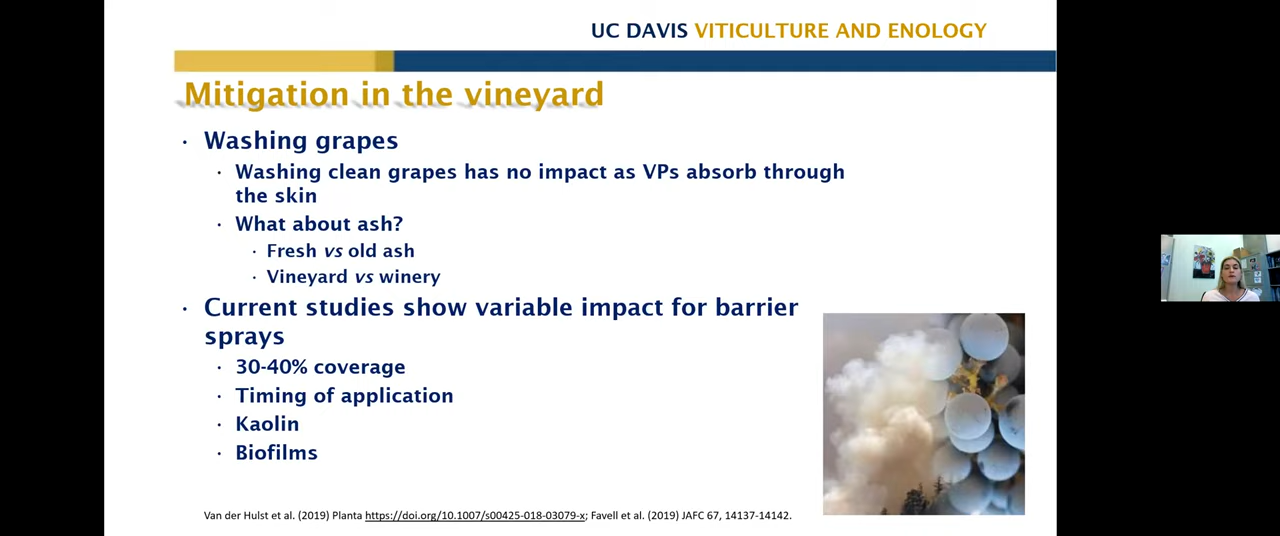 UC DAVIS VITICULTURE AND ENOLOGY
Mitigation in the vineyard
• Washing grapes
• Washing clean grapes has no impact as VPs absorb through
the skin
• What about ash?
• Fresh vs old ash
• Vineyard vs winery
• Current studies show variable impact for barrier
sprays
• 30-40% coverage
• Timing of application
• Kaolin
• Biofilms
Van der Hulst et al. (2019) Planta https://doi.org/10.1007/s00425-018-03079-x; Favell et al. (2019) JAFC 67, 14137-14142.